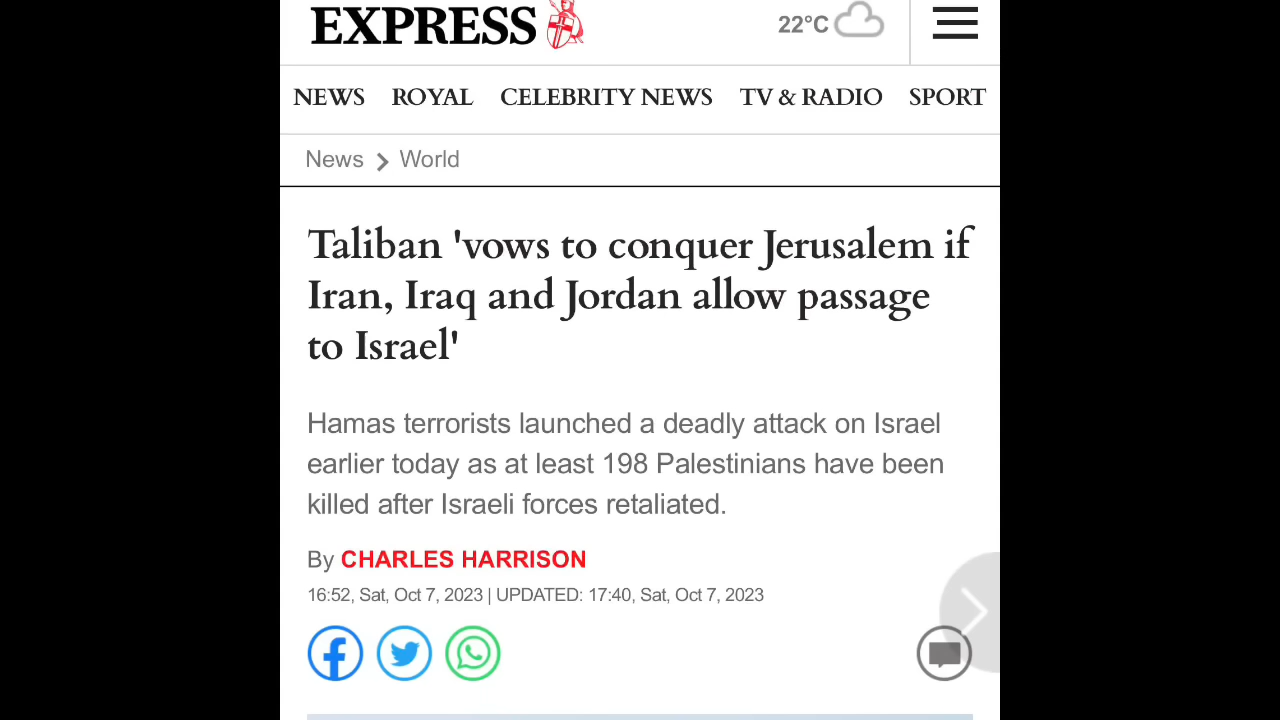 EXPRESS
22°C
NEWS ROYAL CELEBRITY NEWS TV & RADIO SPORT
News World
Taliban 'vows to conquer Jerusalem if
Iran, Iraq and Jordan allow passage
to Israel'
Hamas terrorists launched a deadly attack on Israel
earlier today as at least 198 Palestinians have been
killed after Israeli forces retaliated.
By CHARLES HARRISON
16:52, Sat, Oct 7, 2023 | UPDATED: 17:40, Sat, Oct 7, 2023